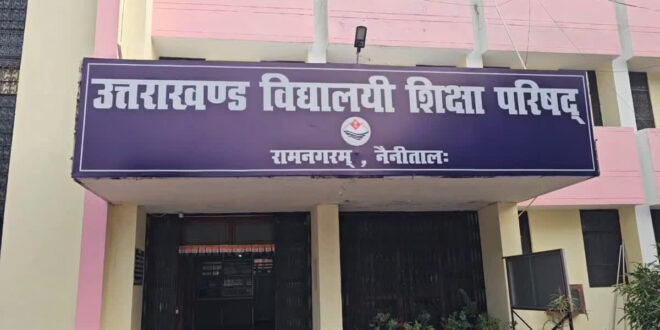 उत्तराखण्ड विद्यालयी शिक्षा परिषद्
रामनगरम् , नैनीतालः